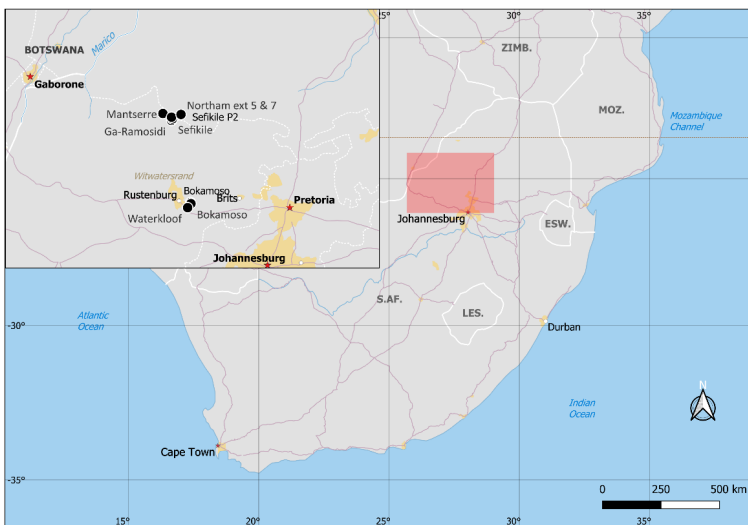 25°
30°
35°
BOTSWANA
Marico
Gaborone
Mantserre
Northam ext 5 & 7
Sefikile P2
Ga-Ramosidi
Sefikile
Witwatersrand
Rustenburg
Bokamoso
Brits
Pretoria
Waterkloof
Bokamoso
Johannesburg
ZIMB.
MOZ.
Mozambique
Channel
Johannesburg
ESW.
S.AF.
LES.
Atlantic
Ocean
-30°
Durban
Indian
Ocean
N
Cape Town
-35°
0 250 500 km
15°
20°
25°
30°
35°